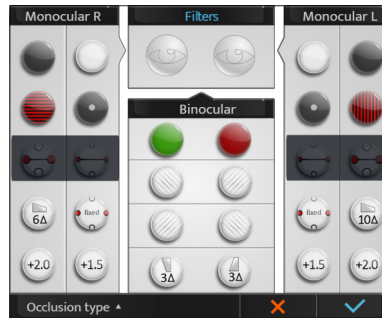 Monocular R
Filters
Monocular L
Binocular
6Δ
fixed
fixed
10Δ
+2.0
+1.5
3Δ
3Δ
+1.5
+2.0
Occlusion type